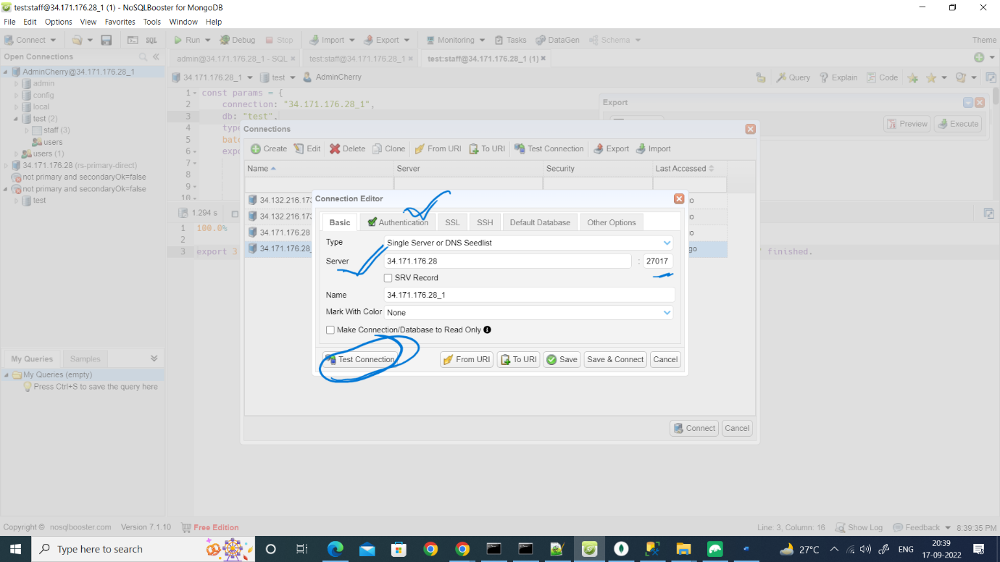 test:staff@34.171.176.28_1 (1) - NoSQLBooster for MongoDB
File Edit Options View Favorites Tools Window Help
Connect SQL Run Debug Stop Import Export Monitoring Tasks DataGen Schema Theme
Open Connections
admin@34.171.176.28_1 - SQL test:staff@34.171.176.28_1 test:staff@34.171.176.28_1 (1)
AdminCherry@34.171.176.28_1
admin
config
local
test (2)
staff (3)
users
users (1)
34.171.176.28 (rs-primary-direct)
not primary and secondaryOk=false
not primary and secondaryOk=false
test
34.171.176.28_1 test AdminCherry Query Explain Code
1 const params = {
2 connection: "34.171.176.28_1",
3 db: "test",
4 type
5 batc
6 expo
7
8
9
10
Export
Preview Execute
1.294 s
1 100.0%
2
3 export 3 finished.
Connections
Create Edit Delete Clone From URI To URI Test Connection Export Import
Name Server Security Last Accessed
34.132.216.173 o
34.132.216.173 o
34.171.176.28 o
34.171.176.28_ go
Connection Editor
Basic Authentication SSL SSH Default Database Other Options
Type Single Server or DNS Seedlist
Server 34.171.176.28 : 27017
SRV Record
Name 34.171.176.28_1
Mark With Color None
Make Connection/Database to Read Only
Test Connection From URI To URI Save Save & Connect Cancel
Connect Cancel
My Queries Samples
My Queries (empty)
Press Ctrl+S to save the query here
Copyright © nosqlbooster.com Version 7.1.10 Free Edition Line: 3, Column: 16 Show Log Feedback 8:39:35 PM
Type here to search 27°C ENG 20:39
17-09-2022